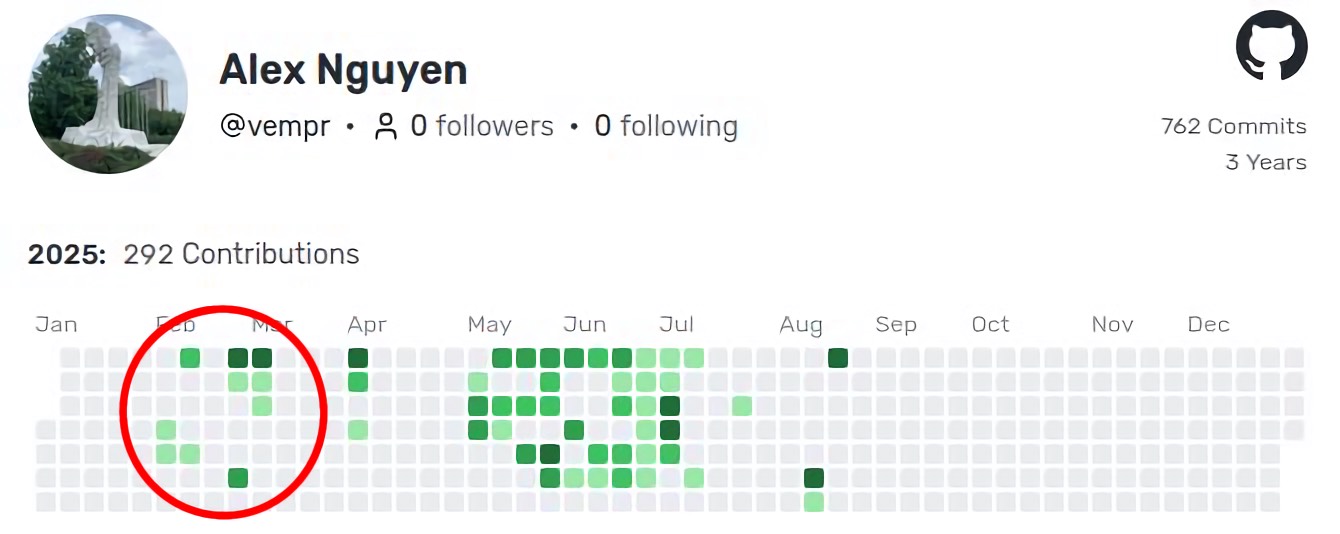 Alex Nguyen
@vempr • 0 followers • 0 following
762 Commits
3 Years
2025: 292 Contributions
Jan Feb Mar Apr May Jun Jul Aug Sep Oct Nov Dec